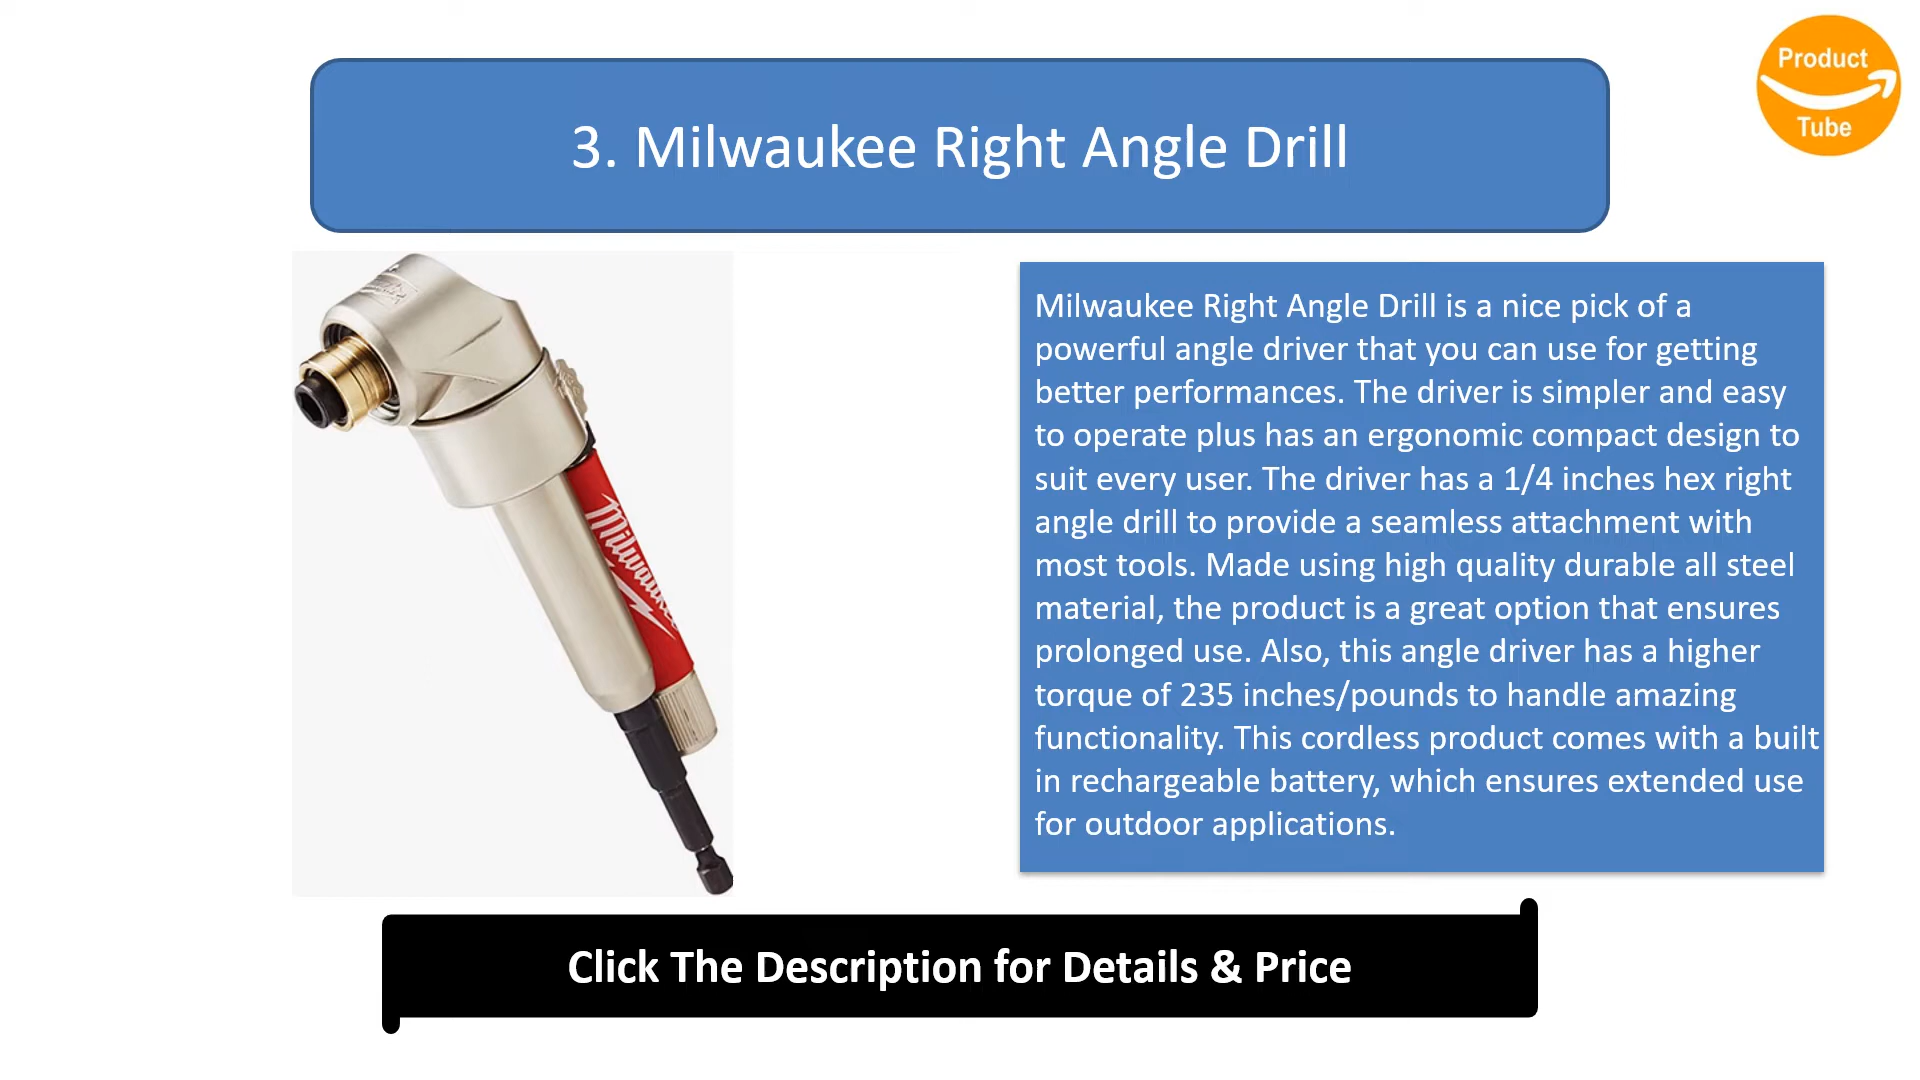 Product
Tube
3. Milwaukee Right Angle Drill
Milwaukee
Milwaukee Right Angle Drill is a nice pick of a
powerful angle driver that you can use for getting
better performances. The driver is simpler and easy
to operate plus has an ergonomic compact design to
suit every user. The driver has a 1/4 inches hex right
angle drill to provide a seamless attachment with
most tools. Made using high quality durable all steel
material, the product is a great option that ensures
prolonged use. Also, this angle driver has a higher
torque of 235 inches/pounds to handle amazing
functionality. This cordless product comes with a built
in rechargeable battery, which ensures extended use
for outdoor applications.
Click The Description for Details & Price